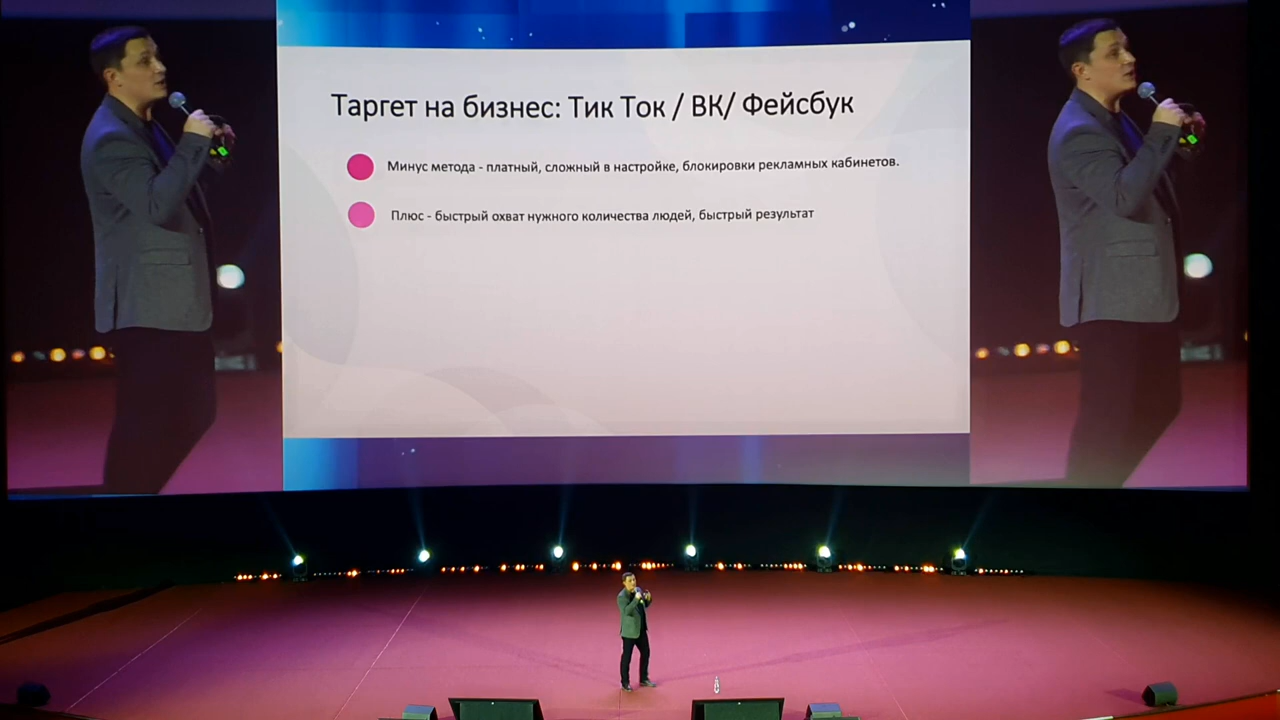 Таргет на бизнес: Тик Ток / ВК/ Фейсбук
Минус метода - платный, сложный в настройке, блокировки рекламных кабинетов.
Плюс - быстрый охват нужного количества людей, быстрый результат